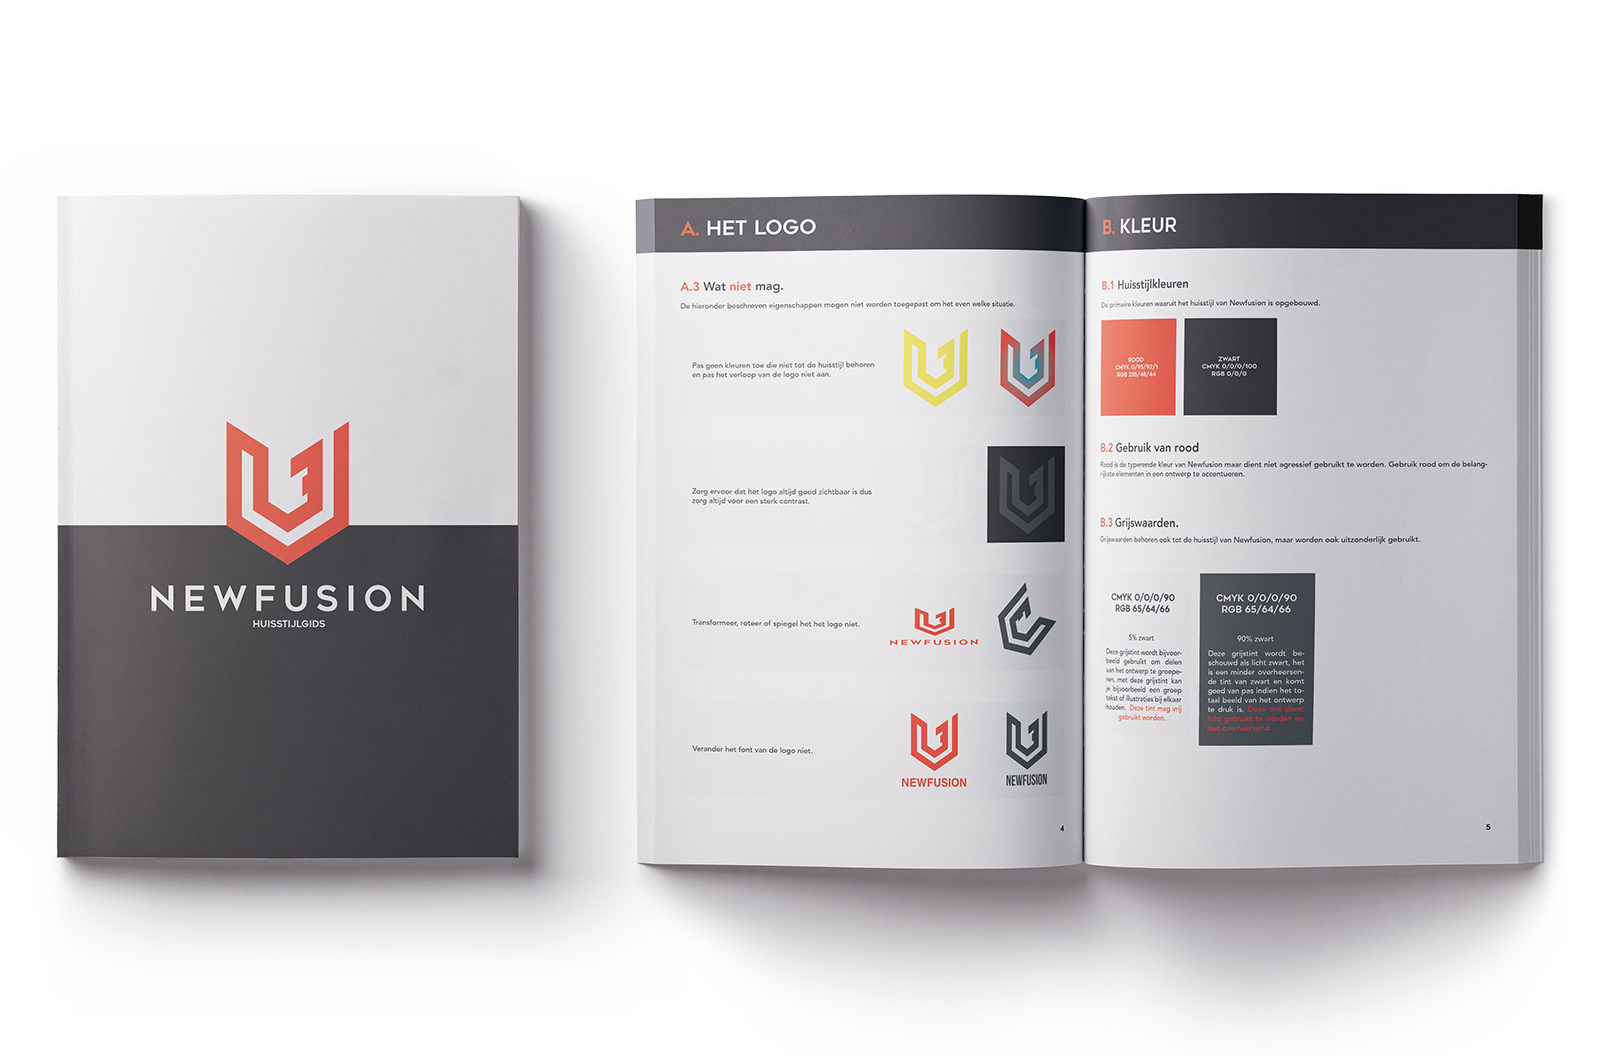 NEWFUSION
HUISSTIJLGIDS
A. HET LOGO
A.3 Wat niet mag.
De hieronder beschreven eigenschappen mogen niet worden toegepast om het even welke situatie.
Pas geen kleuren toe die niet tot de huisstijl behoren
en pas het verloop van de logo niet aan.
Zorg ervoor dat het logo altijd goed zichtbaar is dus
zorg altijd voor een sterk contrast.
Transformeer, roteer of spiegel het het logo niet.
NEWFUSION
Verander het font van de logo niet.
NEWFUSION
NEWFUSION
4
B. KLEUR
B.1 Huisstijlkleuren
De primaire kleuren waaruit het huisstijl van Newfusion is opgebouwd.
ROOD
CMYK 0/95/92/1
RGB 235/48/44
ZWART
CMYK 0/0/0/100
RGB 0/0/0
B.2 Gebruik van rood
Rood is de typerende kleur van Newfusion maar dient niet agressief gebruikt te worden. Gebruik rood om de belang-
rijkste elementen in een ontwerp te accentueren.
B.3 Grijswaarden.
Grijswaarden behoren ook tot de huisstijl van Newfusion, maar worden ook uitzonderlijk gebruikt.
CMYK 0/0/0/90
RGB 65/64/66
5% zwart
Deze grijstint wordt bijvoor-
beeld gebruikt om delen
van het ontwerp te groepe-
ren, met deze grijstint kan
je bijvoorbeeld een groep
tekst of illustraties bij elkaar
houden. Deze tint mag vrij
gebruikt worden.
CMYK 0/0/0/90
RGB 65/64/66
90% zwart
Deze grijstint wordt be-
schouwd als licht zwart, het
is een minder overheersen-
de tint van zwart en komt
goed van pas indien het to-
taal beeld van het ontwerp
te druk is. Deze tint dient
licht gebruikt te worden en
niet overheersend.
5